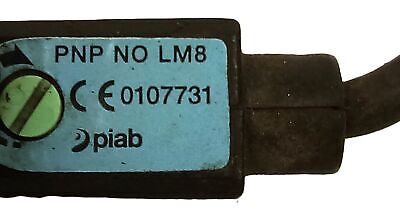 PNP NO LM8
CE 0107731
piab